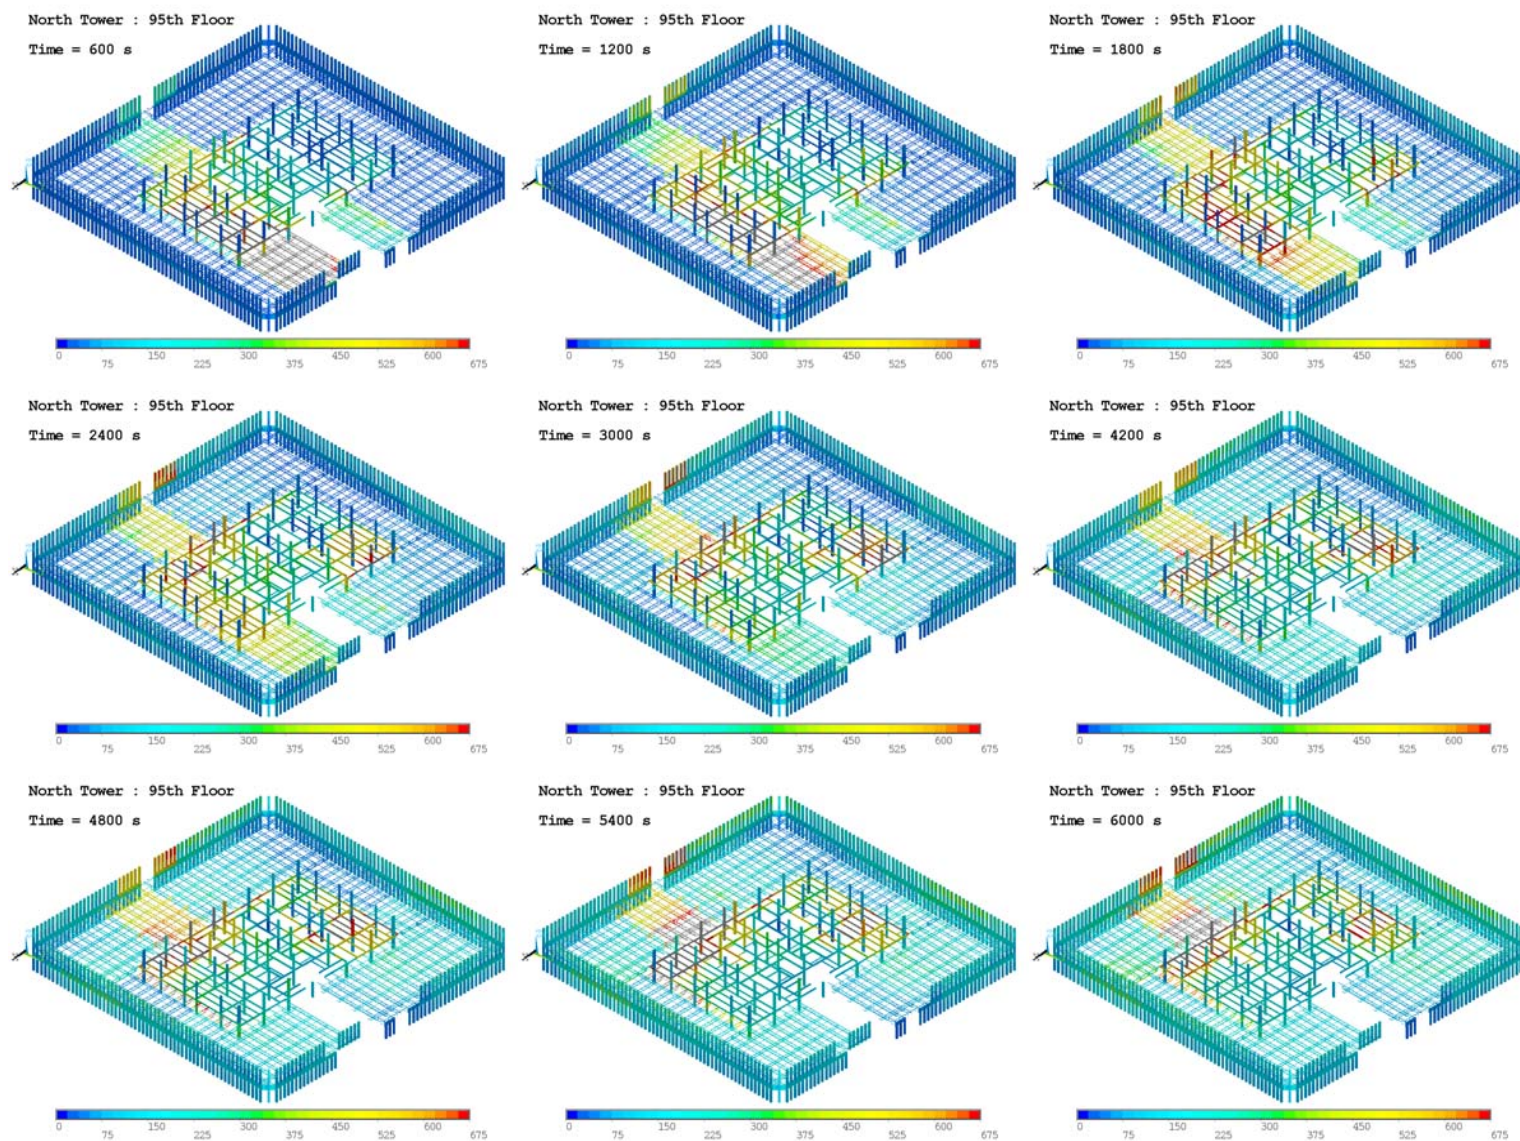 North Tower : 95th Floor
Time = 600 s
0 75 150 225 300 375 450 525 600 675
North Tower : 95th Floor
Time = 1200 s
0 75 150 225 300 375 450 525 600 675
North Tower : 95th Floor
Time = 1800 s
0 75 150 225 300 375 450 525 600 675
North Tower : 95th Floor
Time = 2400 s
0 75 150 225 300 375 450 525 600 675
North Tower : 95th Floor
Time = 3000 s
0 75 150 225 300 375 450 525 600 675
North Tower : 95th Floor
Time = 4200 s
0 75 150 225 300 375 450 525 600 675
North Tower : 95th Floor
Time = 4800 s
0 75 150 225 300 375 450 525 600 675
North Tower : 95th Floor
Time = 5400 s
0 75 150 225 300 375 450 525 600 675
North Tower : 95th Floor
Time = 6000 s
0 75 150 225 300 375 450 525 600 675